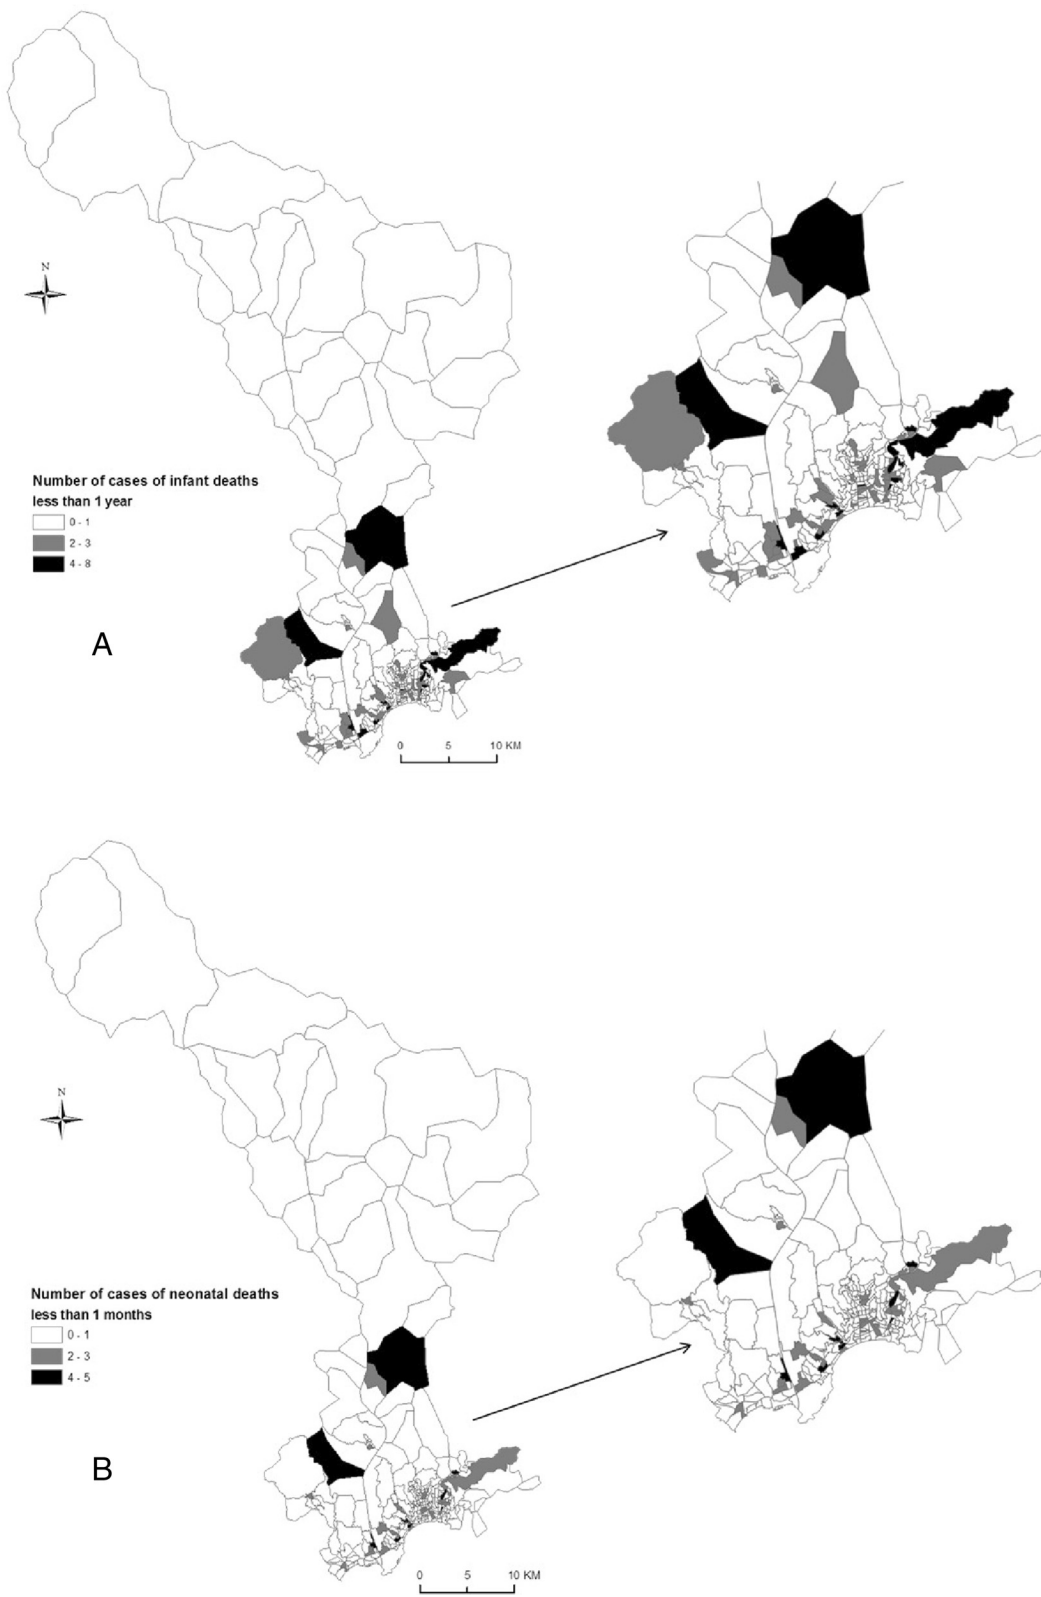 N
Number of cases of infant deaths
less than 1 year
0 - 1
2 - 3
4 - 8
A
0 5 10 KM
N
Number of cases of neonatal deaths
less than 1 months
0 - 1
2 - 3
4 - 5
B
0 5 10 KM